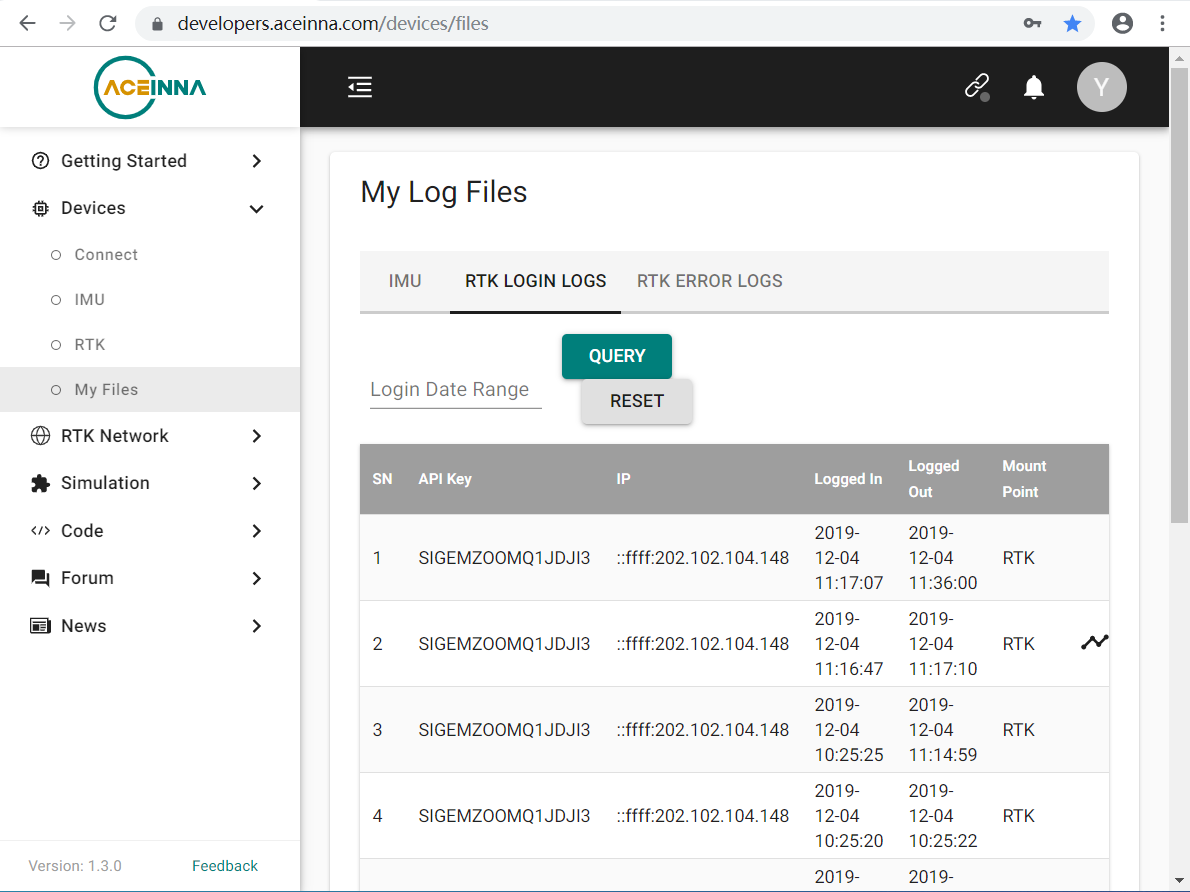 developers.aceinna.com/devices/files
ACEINNA
Y
Getting Started
Devices
Connect
IMU
RTK
My Files
RTK Network
Simulation
Code
Forum
News
Version: 1.3.0
Feedback
My Log Files
IMU
RTK LOGIN LOGS
RTK ERROR LOGS
Login Date Range
QUERY
RESET
SN API Key IP Logged In Logged Out Mount Point
1 SIGEMZOOMQ1JDJI3 ::ffff:202.102.104.148 2019-12-04 11:17:07 2019-12-04 11:36:00 RTK
2 SIGEMZOOMQ1JDJI3 ::ffff:202.102.104.148 2019-12-04 11:16:47 2019-12-04 11:17:10 RTK
3 SIGEMZOOMQ1JDJI3 ::ffff:202.102.104.148 2019-12-04 10:25:25 2019-12-04 11:14:59 RTK
4 SIGEMZOOMQ1JDJI3 ::ffff:202.102.104.148 2019-12-04 10:25:20 2019-12-04 10:25:22 RTK
2019- 2019-